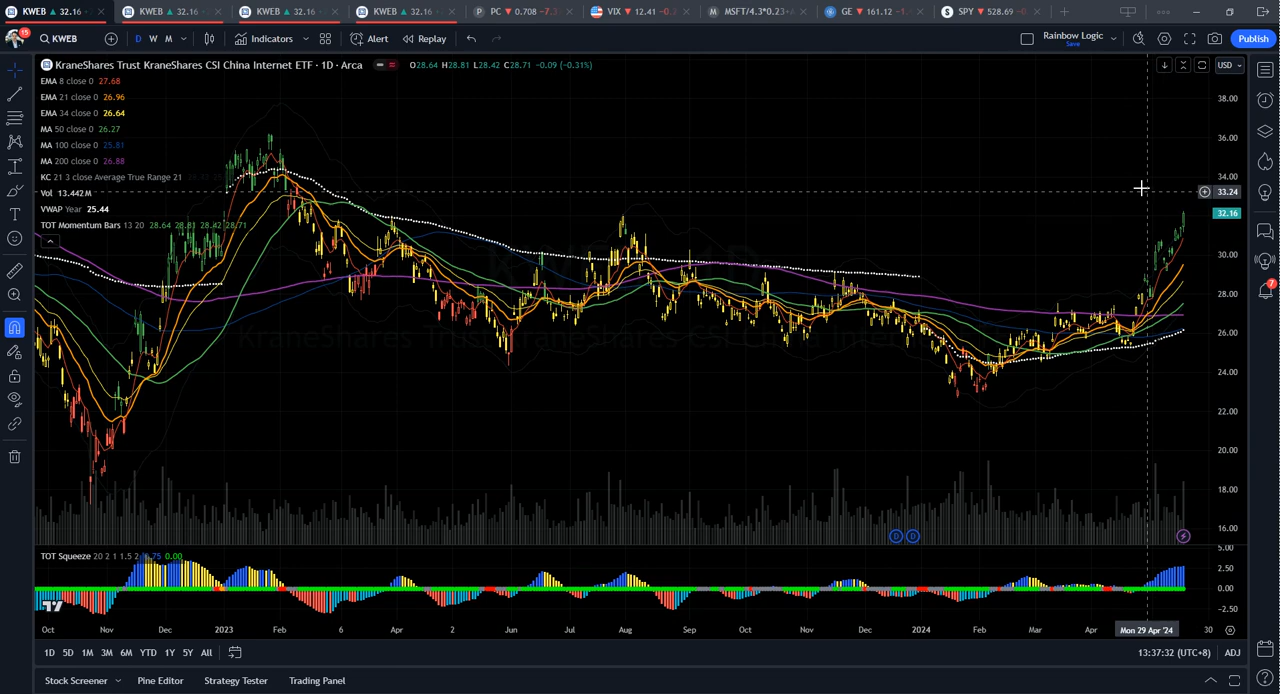 KWEB ▲ 32.16
KWEB ▲ 32.16
KWEB ▲ 32.16
KWEB ▲ 32.16
PC ▼ 0.708
VIX ▼ 12.41
MSFT/4.3*0.23
GE ▼ 161.12
SPY ▼ 528.69
15
KWEB
D W M
Indicators
Alert
Replay
Rainbow Logic
Save
Publish
KraneShares Trust KraneShares CSI China Internet ETF · 1D · Arca
O28.64 H28.81 L28.42 C28.71 -0.09 (-0.31%)
USD
EMA 8 close 0 27.68
EMA 21 close 0 26.96
EMA 34 close 0 26.64
MA 50 close 0 26.27
MA 100 close 0 25.81
MA 200 close 0 26.88
KC 21 3 close Average True Range 21
Vol 13.442M
VWAP Year 25.44
TOT Momentum Bars 13 20 28.64 28.81 28.42 28.71
38.00
36.00
34.00
33.24
32.16
30.00
28.00
26.00
24.00
22.00
20.00
18.00
16.00
7
D D
TOT Squeeze 20 2 1 1.5 2 0.00
5.00
2.50
0.00
-2.50
Oct Nov Dec 2023 Feb 6 Apr 2 Jun Jul Aug Sep Oct Nov Dec 2024 Feb Mar Apr Mon 29 Apr '24 30
1D 5D 1M 3M 6M YTD 1Y 5Y All
13:37:32 (UTC+8) ADJ
Stock Screener Pine Editor Strategy Tester Trading Panel